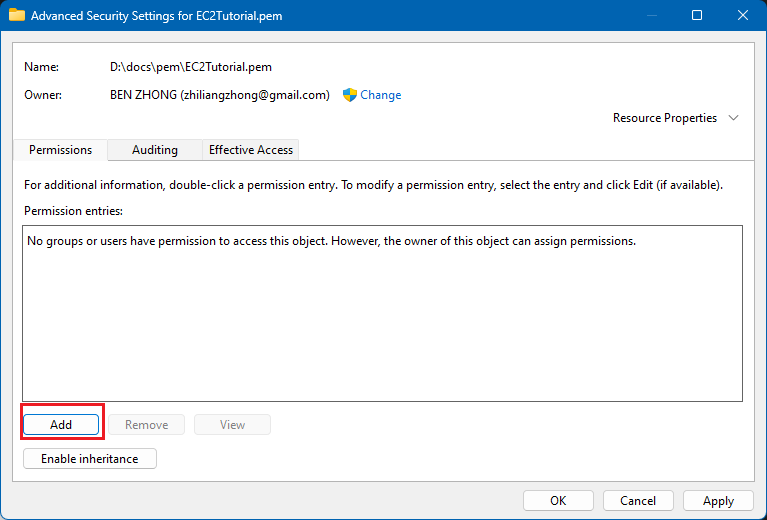 Advanced Security Settings for EC2Tutorial.pem
Name: D:\docs\pem\EC2Tutorial.pem
Owner: BEN ZHONG (zhiliangzhong@gmail.com) Change
Resource Properties
Permissions Auditing Effective Access
For additional information, double-click a permission entry. To modify a permission entry, select the entry and click Edit (if available).
Permission entries:
No groups or users have permission to access this object. However, the owner of this object can assign permissions.
Add Remove View
Enable inheritance
OK Cancel Apply